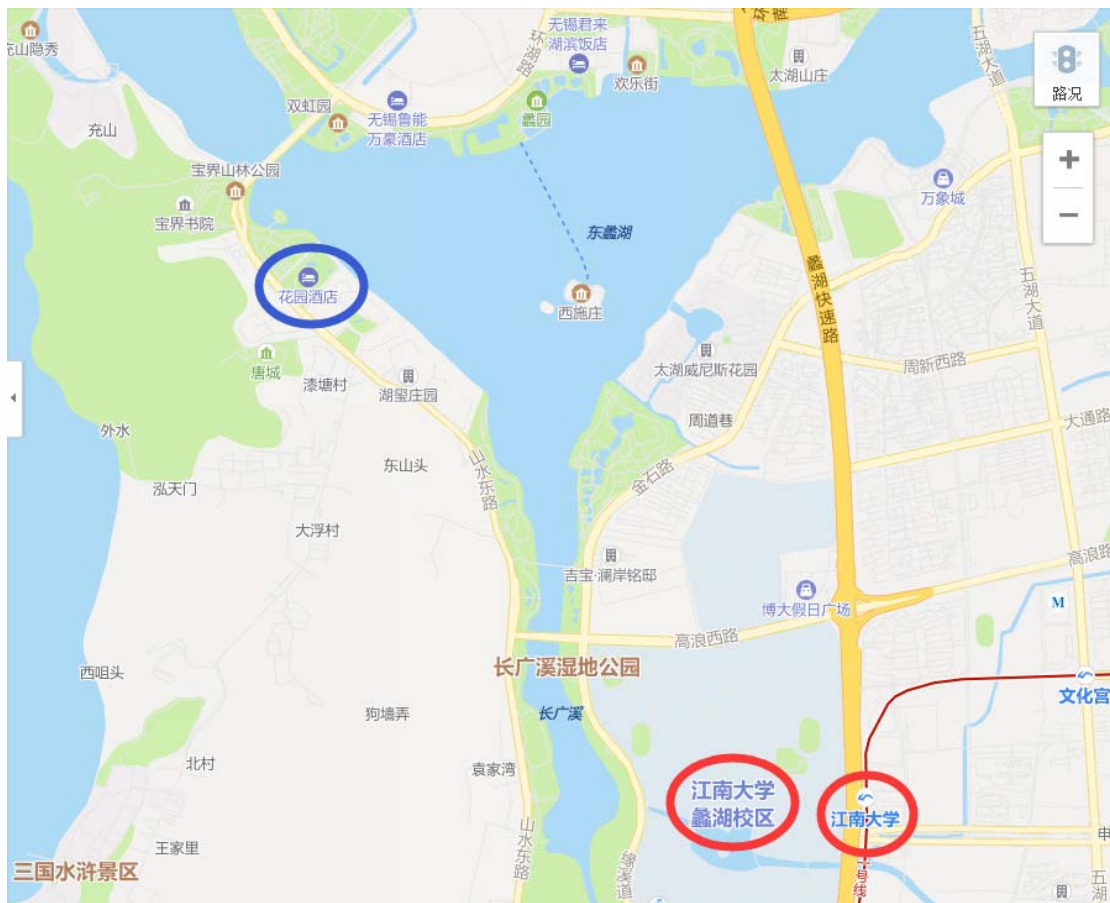 充山隐秀
环湖路
无锡君来
湖滨饭店
欢乐街
太湖山庄
五湖大道
路况
充山
双虹园
无锡鲁能
万豪酒店
蠡园
宝界山林公园
宝界书院
万象城
东蠡湖
蠡湖快速路
五湖大道
花园酒店
西施庄
唐城
漆塘村
湖玺庄园
太湖威尼斯花园
周新西路
周道巷
大通路
外水
东山头
山水东路
金石路
泓天门
大浮村
吉宝·澜岸铭邸
高浪路
博大假日广场
M
高浪西路
长广溪湿地公园
西咀头
文化宫
狗墙弄
长广溪
北村
袁家湾
江南大学
蠡湖校区
江南大学
王家里
山水东路
三国水浒景区
缘溪道
一号线
五湖